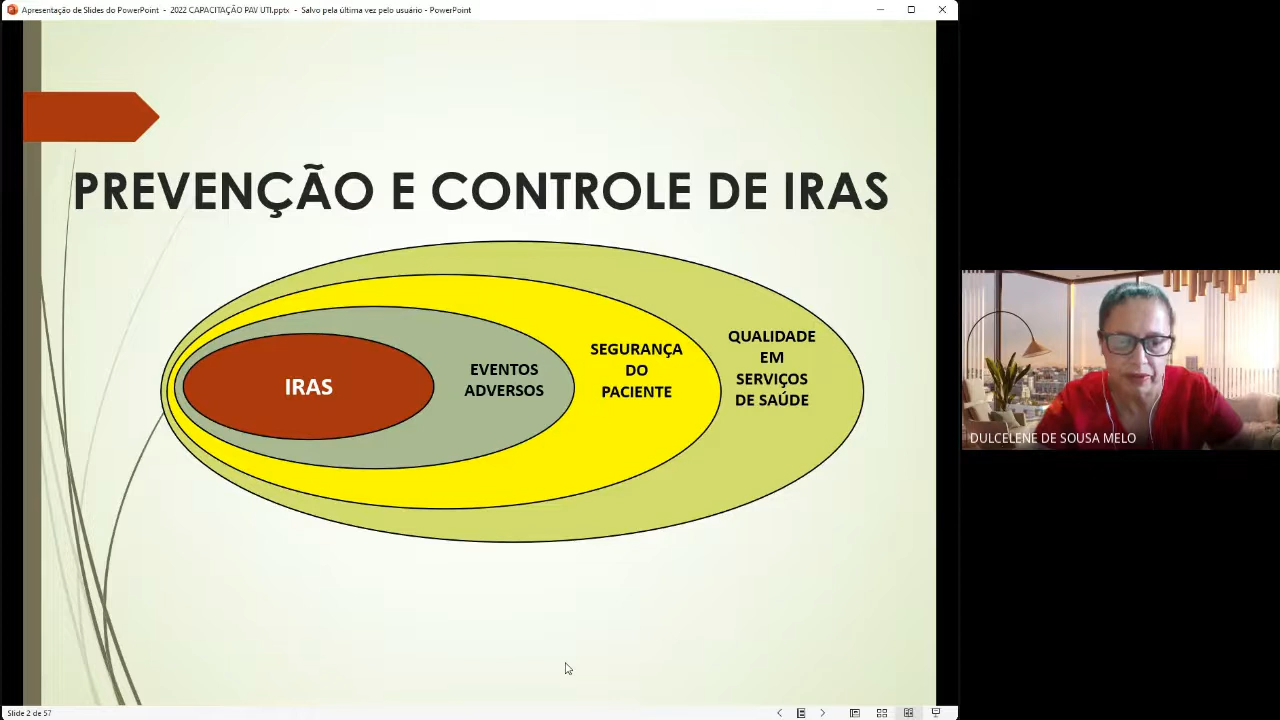 Apresentação de Slides do PowerPoint - 2022 CAPACITAÇÃO PAV UTI.pptx - Salvo pela última vez pelo usuário - PowerPoint
PREVENÇÃO E CONTROLE DE IRAS
IRAS
EVENTOS
ADVERSOS
SEGURANÇA
DO
PACIENTE
QUALIDADE
EM
SERVIÇOS
DE SAÚDE
DULCELENE DE SOUSA MELO
Slide 2 de 57